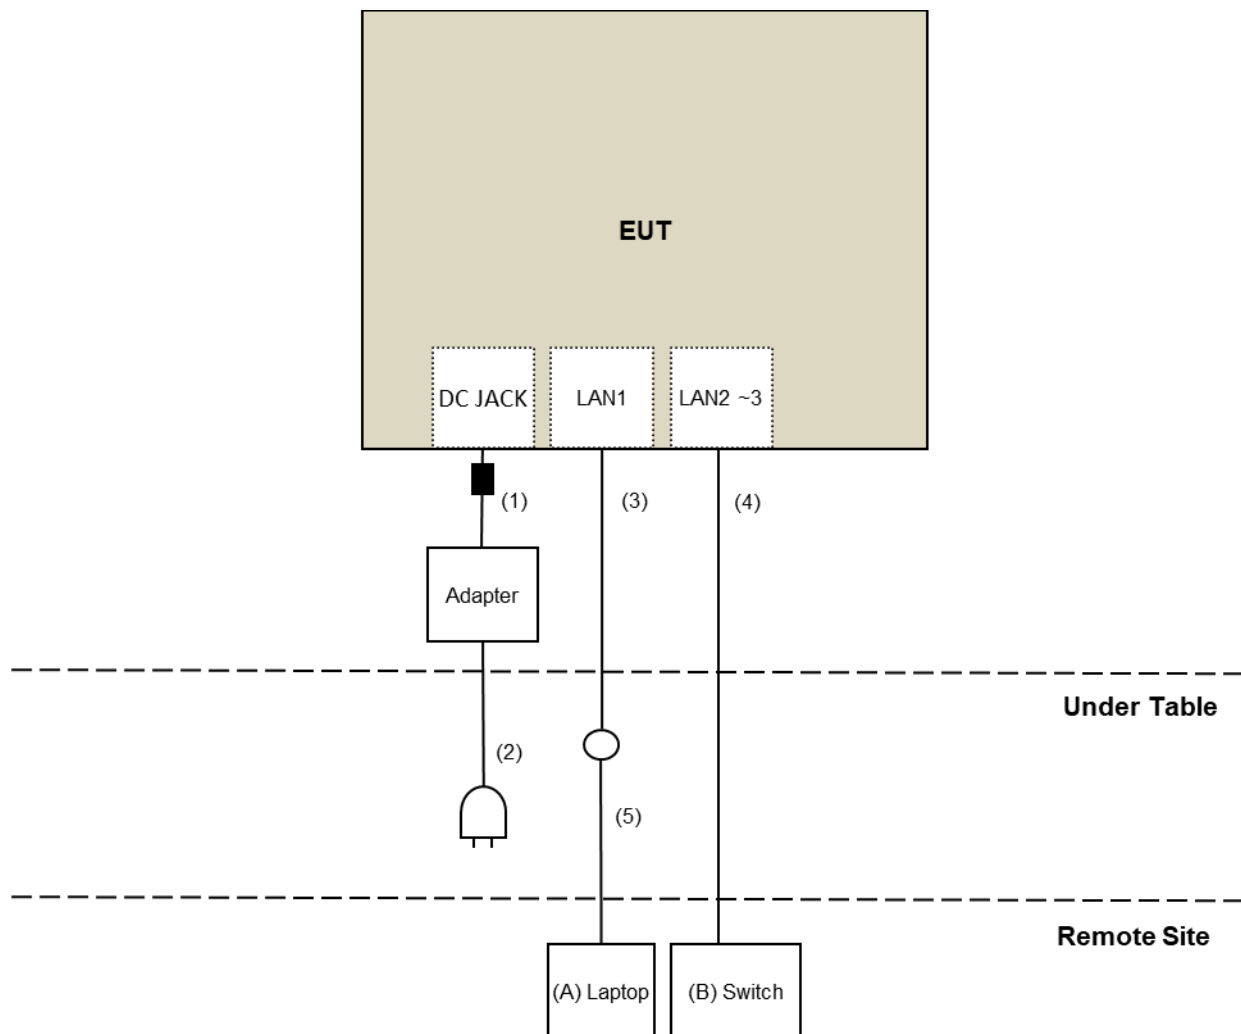 EUT
DC JACK
LAN1
LAN2 ~3
(1)
(3)
(4)
Adapter
Under Table
(2)
(5)
Remote Site
(A) Laptop
(B) Switch